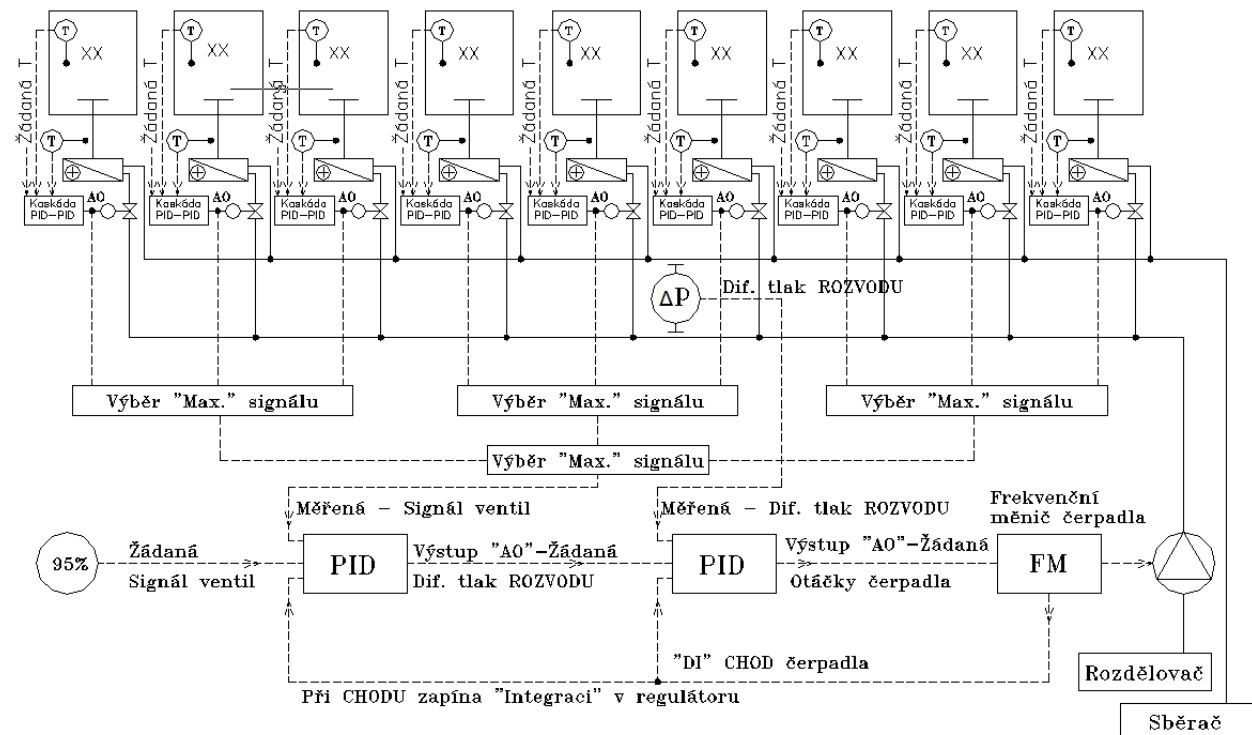 T T T T T T T T T
XX XX XX XX XX XX XX XX XX
Žádaná T Žádaná T Žádaná T Žádaná T Žádaná T Žádaná T Žádaná T Žádaná T Žádaná T
T T T T T T T T T
AO AO AO AO AO AO AO AO AO
Kaskáda Kaskáda Kaskáda Kaskáda Kaskáda Kaskáda Kaskáda Kaskáda Kaskáda
PID-PID PID-PID PID-PID PID-PID PID-PID PID-PID PID-PID PID-PID PID-PID
ΔP
Dif. tlak ROZVODU
Výběr "Max." signálu
Výběr "Max." signálu
Výběr "Max." signálu
Výběr "Max." signálu
Měřená - Signál ventil
Měřená - Dif. tlak ROZVODU
Frekvenční
měnič čerpadla
95%
Žádaná
Signál ventil
PID
Výstup "AO"-Žádaná
Dif. tlak ROZVODU
PID
Výstup "AO"-Žádaná
Otáčky čerpadla
FM
"DI" CHOD čerpadla
Při CHODU zapína "Integraci" v regulátoru
Rozdělovač
Sběrač